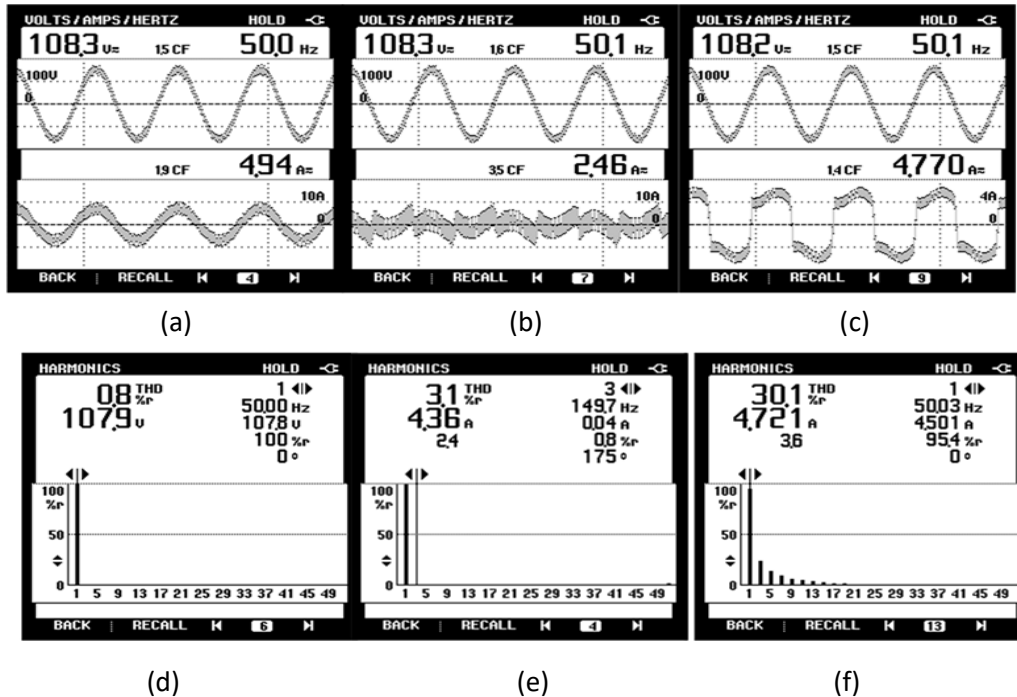 VOLTS/AMPS/HERTZ HOLD
108.3 V≂ 1.5 CF 50.0 Hz
100V
0
1.9 CF 4.94 A≂
10A
0
BACK RECALL 4
(a)
VOLTS/AMPS/HERTZ HOLD
108.3 V≂ 1.6 CF 50.1 Hz
100V
0
3.5 CF 2.46 A≂
10A
0
BACK RECALL 7
(b)
VOLTS/AMPS/HERTZ HOLD
108.2 V≂ 1.5 CF 50.1 Hz
100V
0
1.4 CF 4.770 A≂
4A
0
BACK RECALL 9
(c)
HARMONICS HOLD
0.8 THD %r 1
107.9 V 50.00 Hz
107.8 V
100 %r
0 °
100
%r
50
0
1 5 9 13 17 21 25 29 33 37 41 45 49
BACK RECALL 6
(d)
HARMONICS HOLD
3.1 THD %r 3
4.36 A 149.7 Hz
2.4 0.04 A
0.8 %r
175 °
100
%r
50
0
1 5 9 13 17 21 25 29 33 37 41 45 49
BACK RECALL 4
(e)
HARMONICS HOLD
30.1 THD %r 1
4.721 A 50.03 Hz
3.6 4.501 A
95.4 %r
0 °
100
%r
50
0
1 5 9 13 17 21 25 29 33 37 41 45 49
BACK RECALL 13
(f)